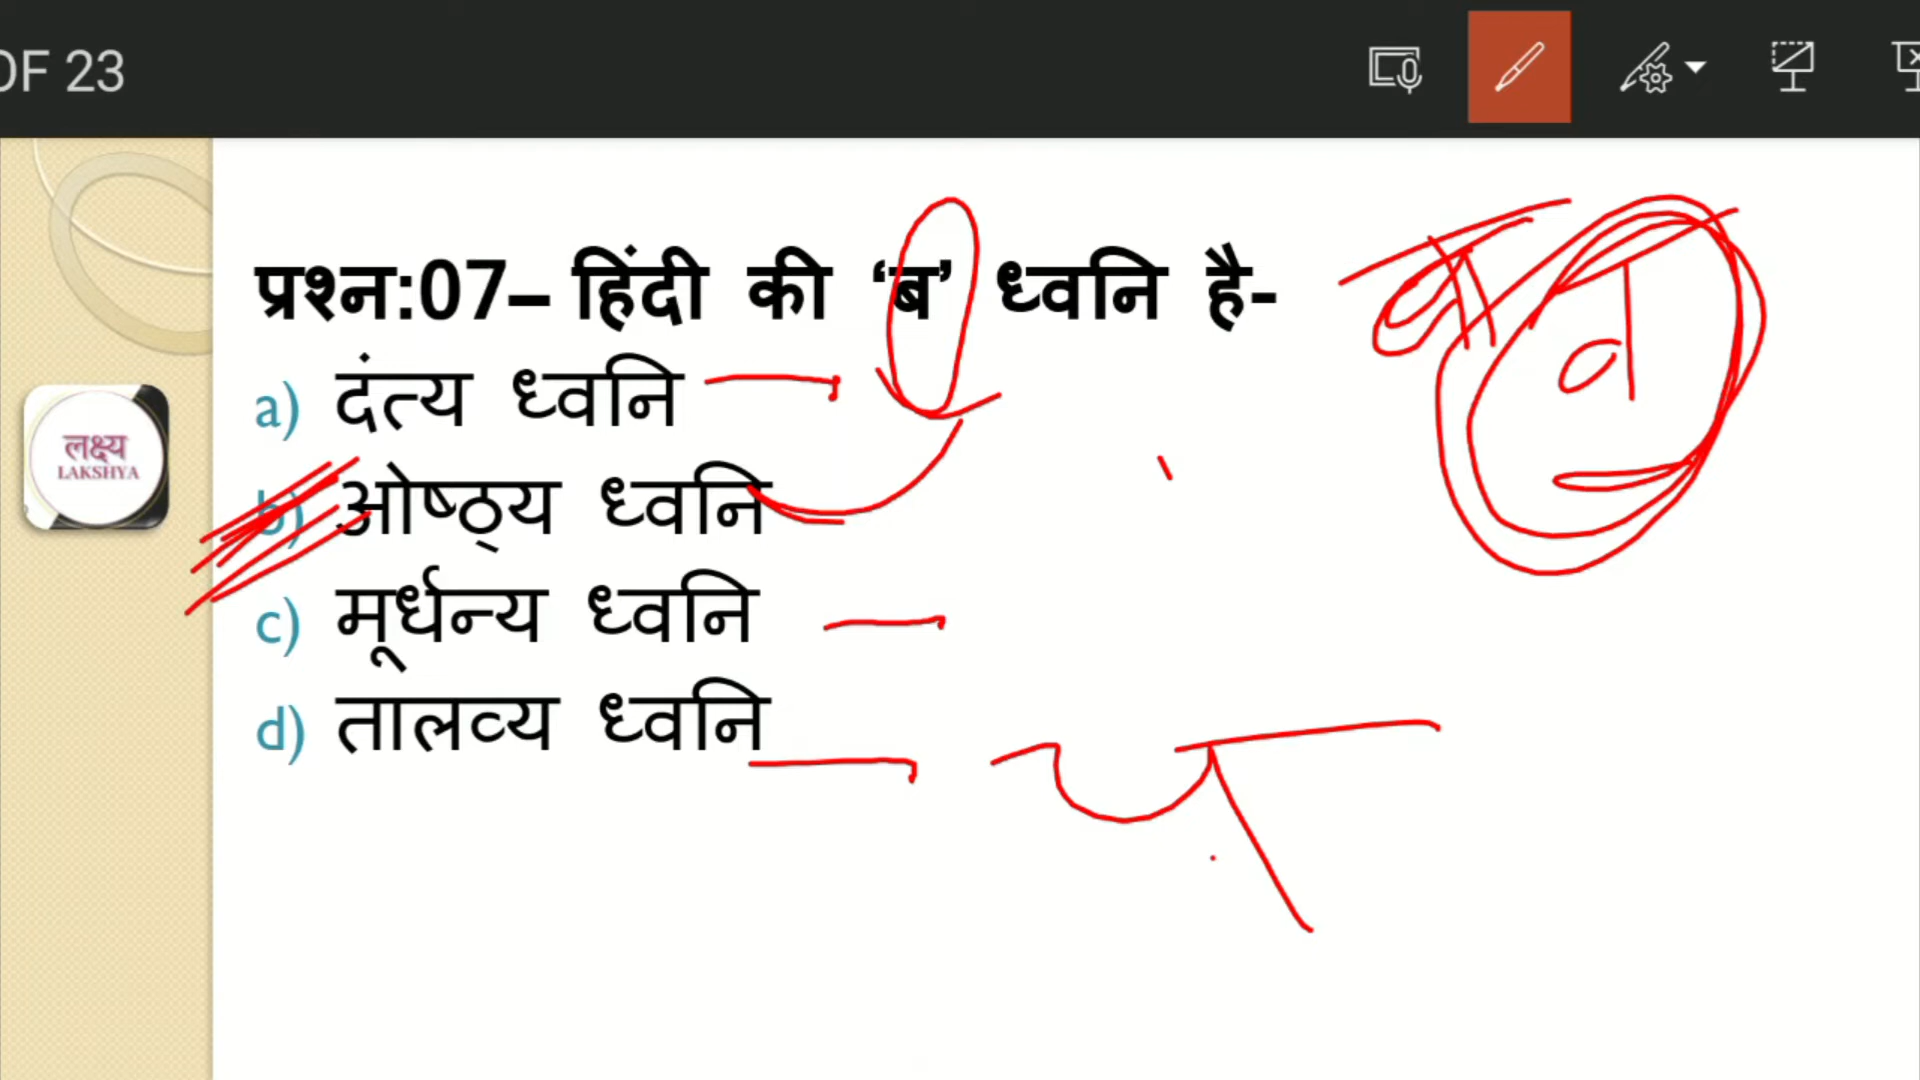 OF 23
प्रश्न:07– हिंदी की ‘ब’ ध्वनि है-
a) दंत्य ध्वनि
b) ओष्ठ्य ध्वनि
c) मूर्धन्य ध्वनि
d) तालव्य ध्वनि
लक्ष्य
LAKSHYA
ब
व